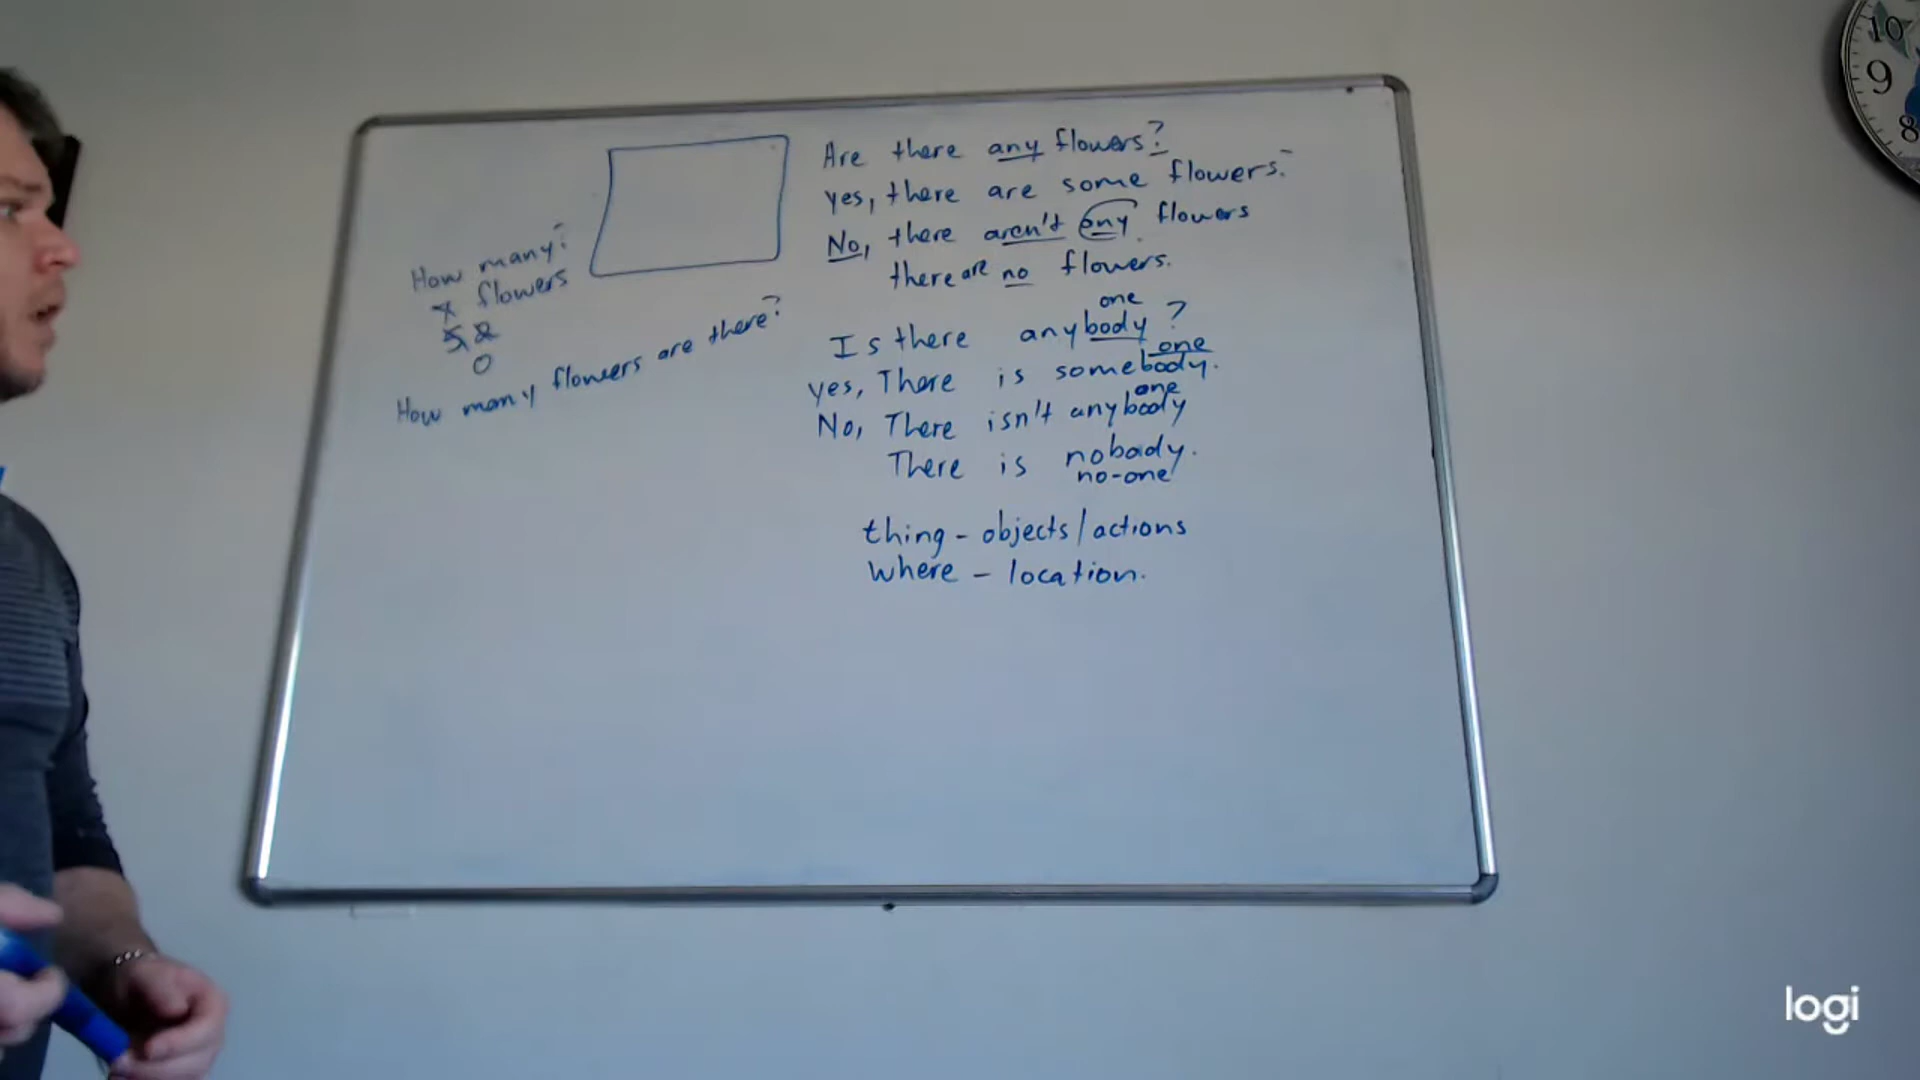 How many?
x flowers
5 &
0
How many flowers are there?
Are there any flowers?
yes, there are some flowers.
No, there aren't any flowers
there are no flowers.
one
Is there anybody?
one
yes, There is somebody.
one
No, There isn't anybody
There is nobody.
no-one
thing - objects/actions
where - location.
10
9
8
logi